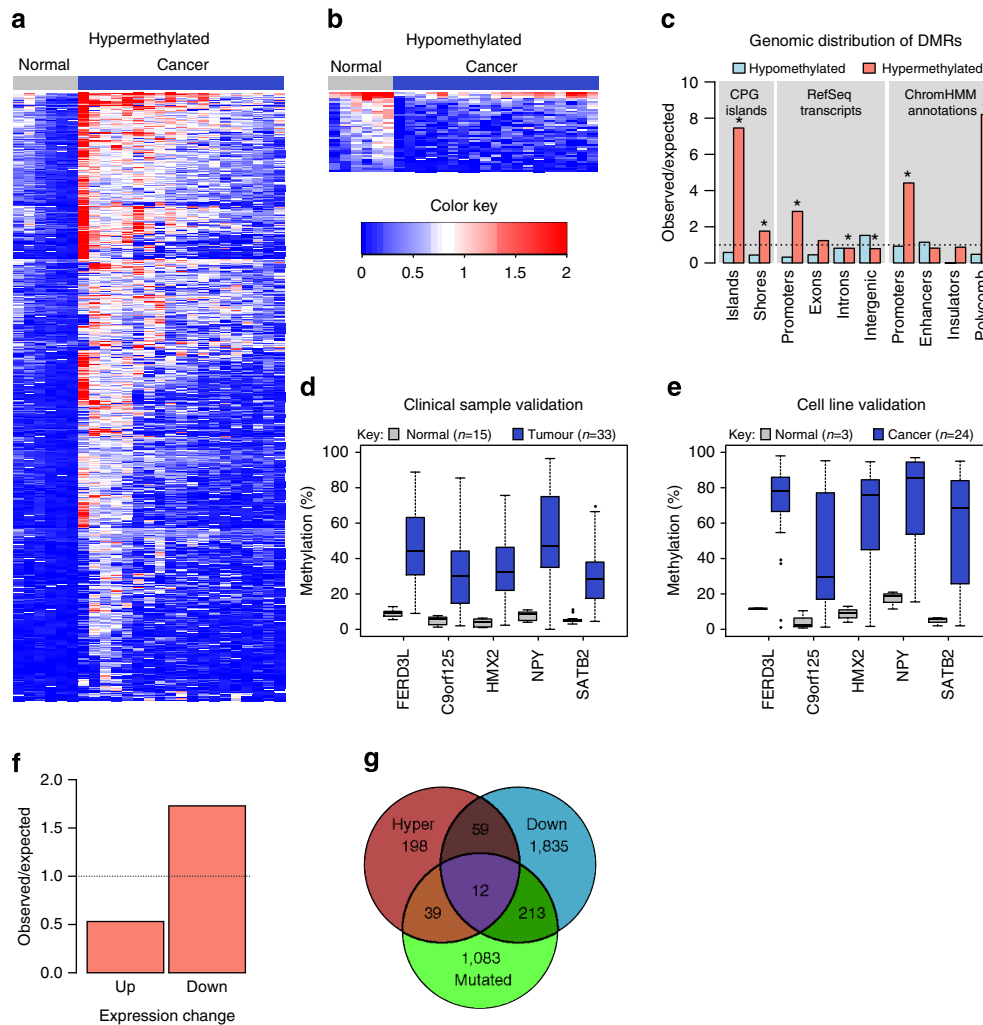 a
Hypermethylated
Normal Cancer
b
Hypomethylated
Normal Cancer
Color key
0 0.5 1 1.5 2
c
Genomic distribution of DMRs
Hypomethylated Hypermethylated
CPG islands
RefSeq transcripts
ChromHMM annotations
Observed/expected
10
8
6
4
2
0
* * * * * *
Islands
Shores
Promoters
Exons
Introns
Intergenic
Promoters
Enhancers
Insulators
Polycomb
d
Clinical sample validation
Key: Normal (n=15) Tumour (n=33)
Methylation (%)
100
80
60
40
20
0
FERD3L
C9orf125
HMX2
NPY
SATB2
e
Cell line validation
Key: Normal (n=3) Cancer (n=24)
Methylation (%)
100
80
60
40
20
0
FERD3L
C9orf125
HMX2
NPY
SATB2
f
Observed/expected
2.0
1.5
1.0
0.5
0.0
Up Down
Expression change
g
Hyper
198
59
Down
1,835
12
39
213
1,083
Mutated